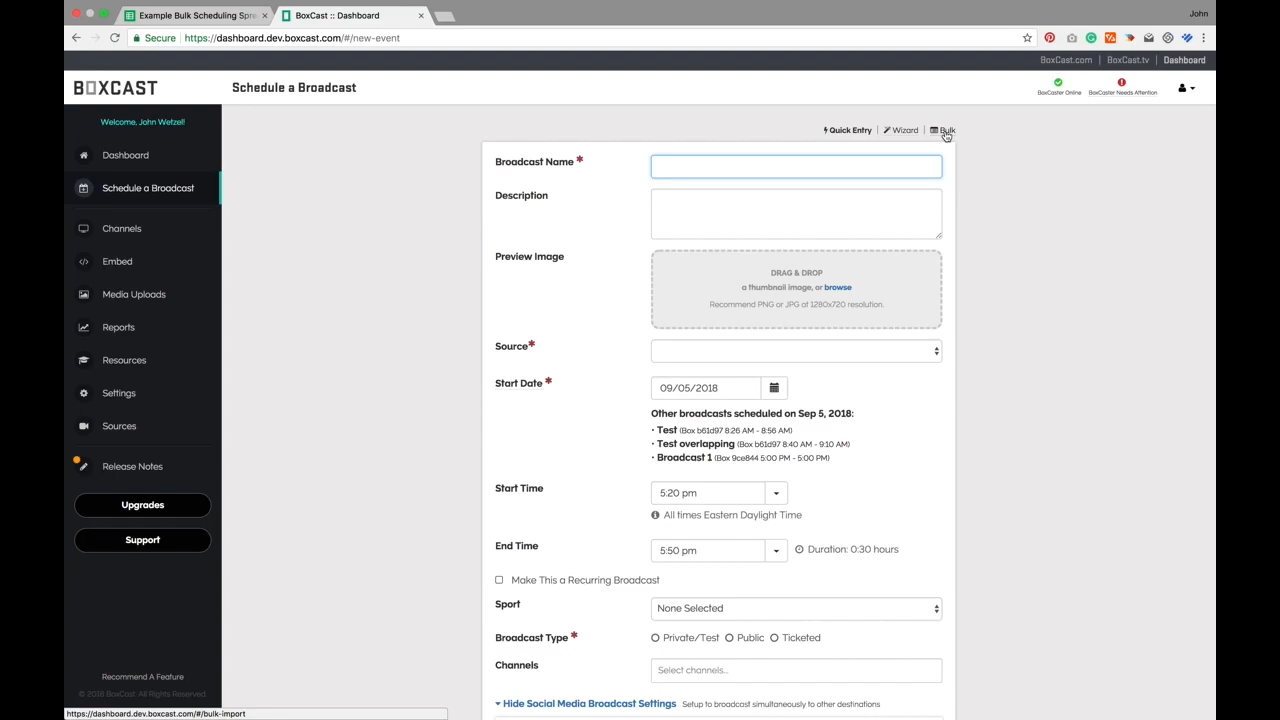 Example Bulk Scheduling Spre
BoxCast :: Dashboard
John
Secure https://dashboard.dev.boxcast.com/#/new-event
BoxCast.com | BoxCast.tv | Dashboard
BOXCAST
Schedule a Broadcast
BoxCaster Online
BoxCaster Needs Attention
Welcome, John Wetzel!
Dashboard
Schedule a Broadcast
Channels
Embed
Media Uploads
Reports
Resources
Settings
Sources
Release Notes
Upgrades
Support
Recommend A Feature
© 2018 BoxCast. All Rights Reserved.
https://dashboard.dev.boxcast.com/#/bulk-import
Quick Entry | Wizard | Bulk
Broadcast Name *
Description
Preview Image
DRAG & DROP
a thumbnail image, or browse
Recommend PNG or JPG at 1280x720 resolution.
Source*
Start Date *
09/05/2018
Other broadcasts scheduled on Sep 5, 2018:
· Test (Box b61d97 8:26 AM - 8:56 AM)
· Test overlapping (Box b61d97 8:40 AM - 9:10 AM)
· Broadcast 1 (Box 9ce844 5:00 PM - 5:00 PM)
Start Time
5:20 pm
All times Eastern Daylight Time
End Time
5:50 pm
Duration: 0:30 hours
Make This a Recurring Broadcast
Sport
None Selected
Broadcast Type *
Private/Test Public Ticketed
Channels
Select channels...
Hide Social Media Broadcast Settings Setup to broadcast simultaneously to other destinations